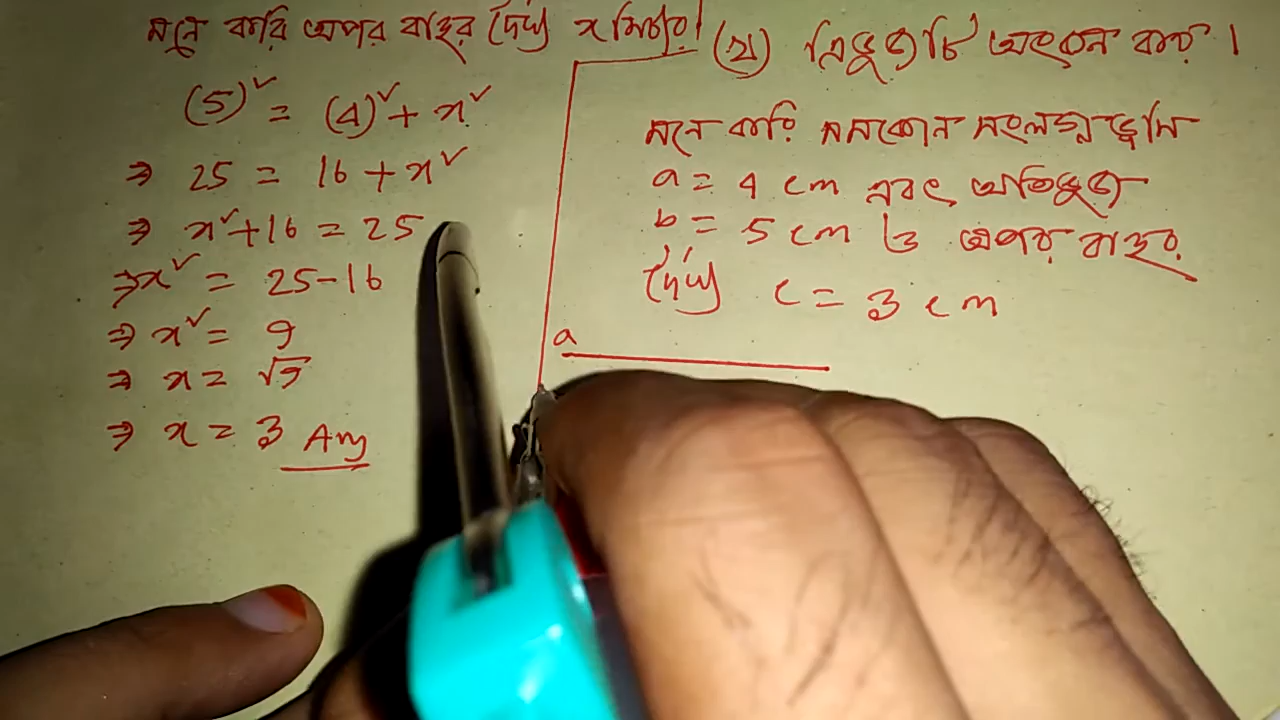 মনে করি অপর বাহুর দৈর্ঘ্য x মিটার।
(5)² = (4)² + x²
⇒ 25 = 16 + x²
⇒ x² + 16 = 25
⇒ x² = 25 - 16
⇒ x² = 9
⇒ x = √9
⇒ x = 3 Ans
(খ) ত্রিভুজটি অংকন কর।
মনে করি সমকোন সংলগ্ন ভূমি
a = 4 cm এবং অতিভুজ
b = 5 cm ও অপর বাহুর
দৈর্ঘ্য c = 3 cm
a